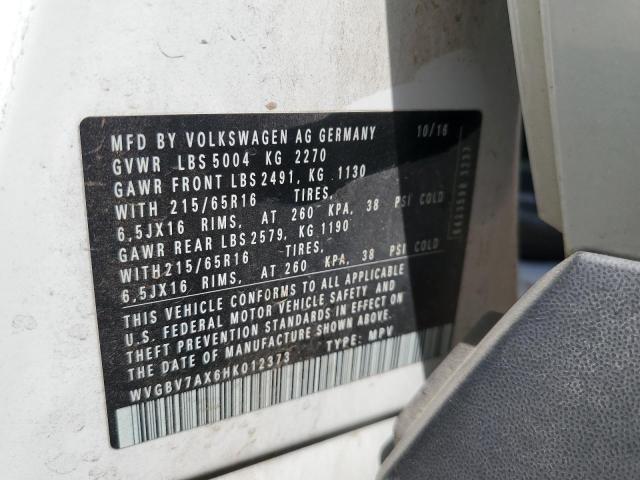 MFD BY VOLKSWAGEN AG GERMANY 10/16
GVWR LBS 5004 KG 2270
GAWR FRONT LBS 2491, KG 1130
WITH 215/65R16 TIRES,
6,5JX16 RIMS, AT 260 KPA, 38 PSI COLD
GAWR REAR LBS 2579, KG 1190
WITH 215/65R16 TIRES,
6,5JX16 RIMS, AT 260 KPA, 38 PSI COLD
THIS VEHICLE CONFORMS TO ALL APPLICABLE
U.S. FEDERAL MOTOR VEHICLE SAFETY AND
THEFT PREVENTION STANDARDS IN EFFECT ON
DATE OF MANUFACTURE SHOWN ABOVE
WVGBV7AX6HK012373 TYPE: MPV